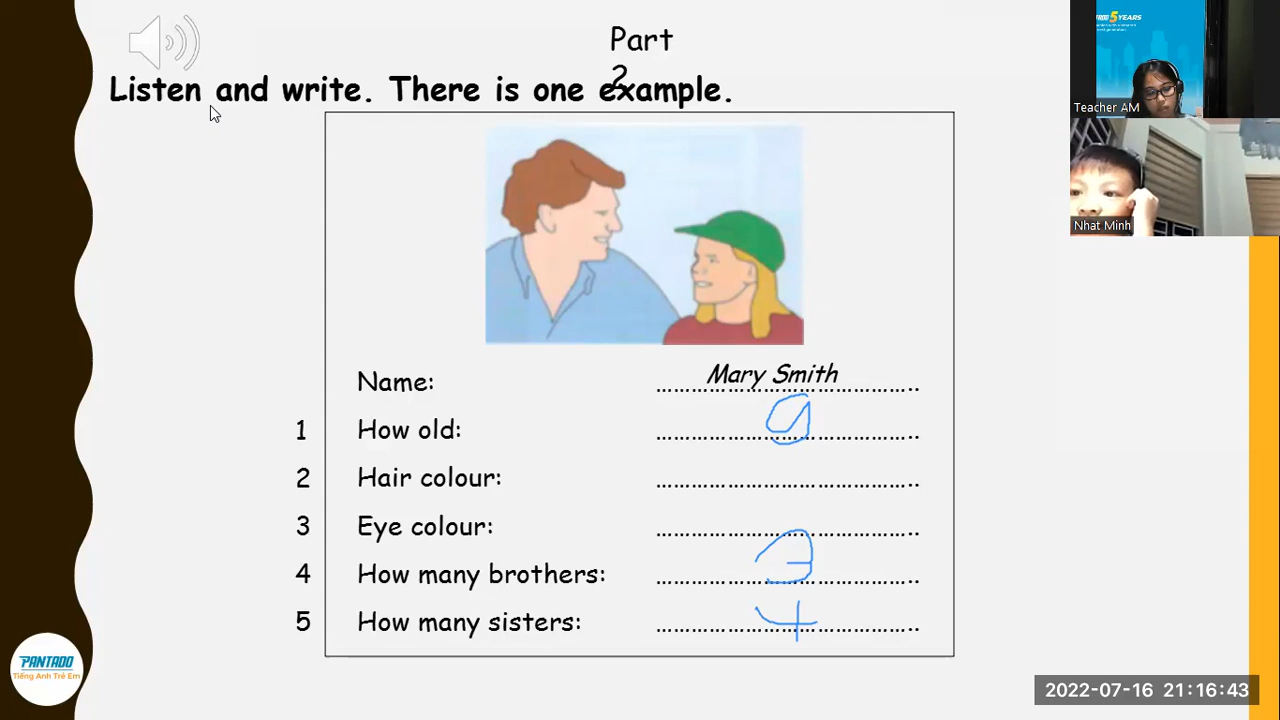 Part
2
Listen and write. There is one example.
Name: ……………………………………..
Mary Smith
1 How old: ……………………………………..
9
2 Hair colour: ……………………………………..
3 Eye colour: ……………………………………..
4 How many brothers: ……………………………………..
3
5 How many sisters: ……………………………………..
4
5 YEARS
Teacher AM
Nhat Minh
PANTADO
Tiếng Anh Trẻ Em
2022-07-16 21:16:43